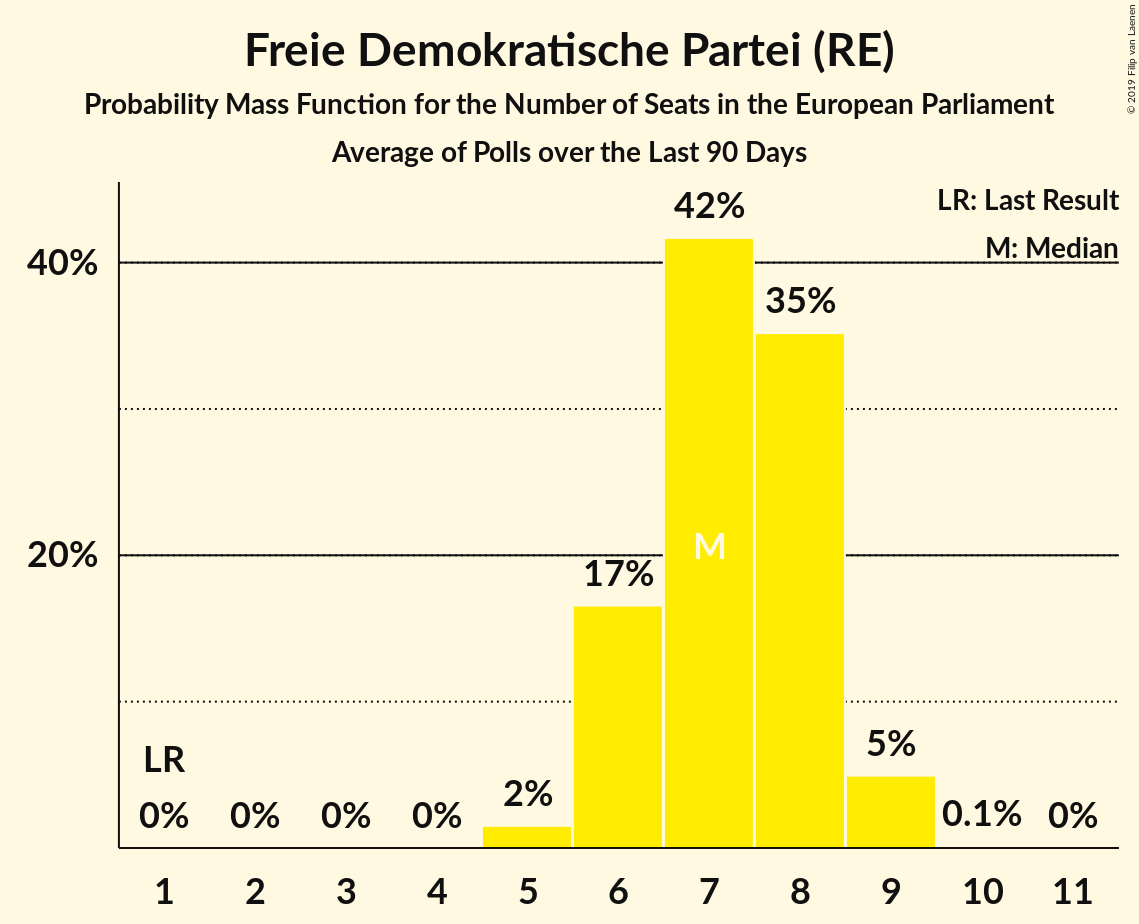 Freie Demokratische Partei (RE)
Probability Mass Function for the Number of Seats in the European Parliament
Average of Polls over the Last 90 Days
© 2019 Filip van Laenen
LR: Last Result
M: Median
42%
40%
35%
M
20%
17%
LR
5%
2%
0%
0%
0%
0%
0.1%
0%
1 2 3 4 5 6 7 8 9 10 11